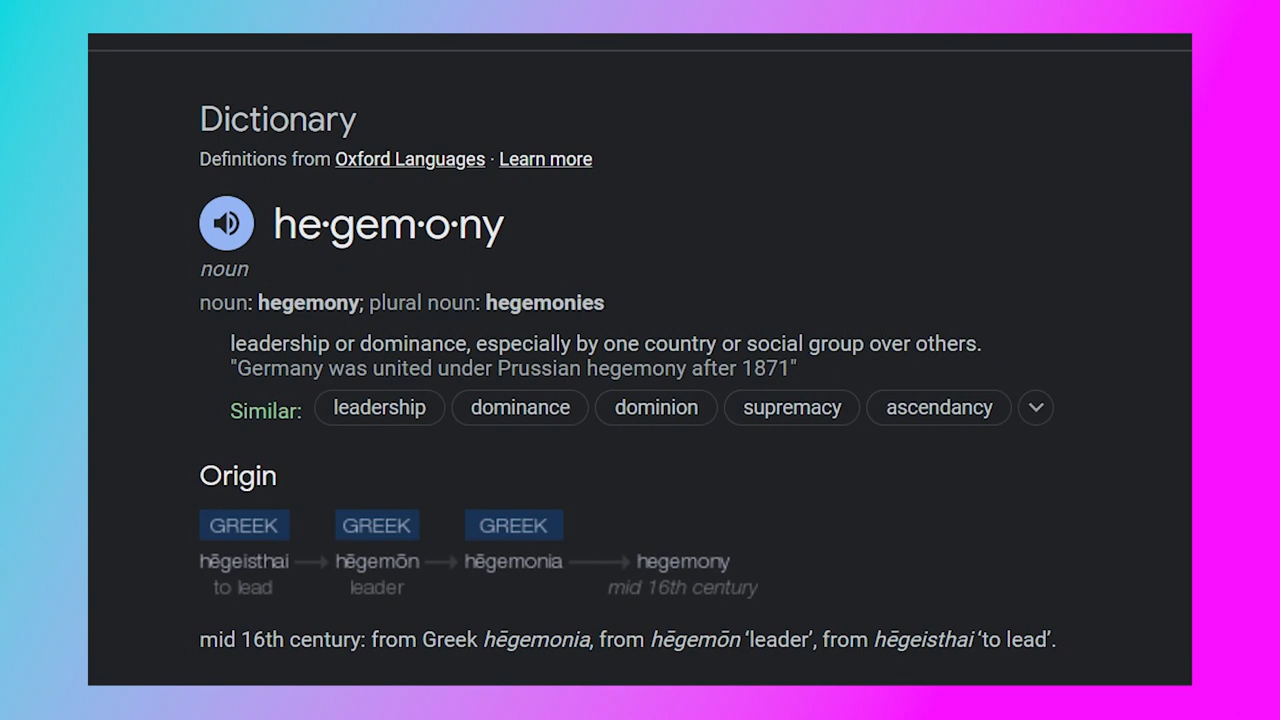 Dictionary
Definitions from Oxford Languages · Learn more
he·gem·o·ny
noun
noun: hegemony; plural noun: hegemonies
leadership or dominance, especially by one country or social group over others.
"Germany was united under Prussian hegemony after 1871"
Similar: leadership dominance dominion supremacy ascendancy
Origin
GREEK GREEK GREEK
hēgeisthai hēgemōn hēgemonia hegemony
to lead leader mid 16th century
mid 16th century: from Greek hēgemonia, from hēgemōn ‘leader’, from hēgeisthai ‘to lead’.